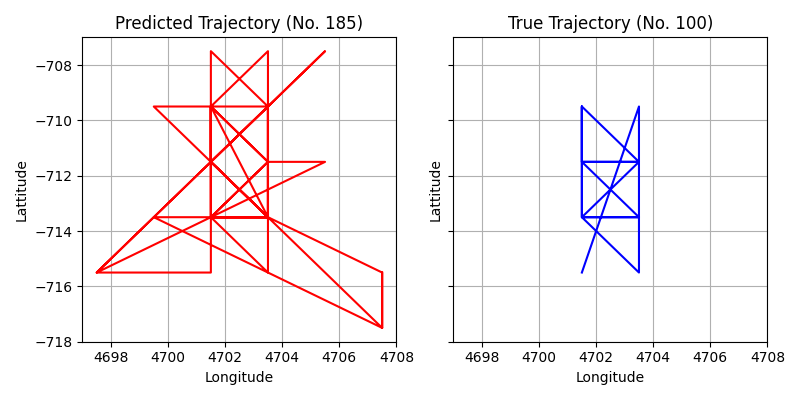 Predicted Trajectory (No. 185)
True Trajectory (No. 100)
−708
−710
−712
−714
−716
−718
Lattitude
Lattitude
4698 4700 4702 4704 4706 4708
4698 4700 4702 4704 4706 4708
Longitude
Longitude